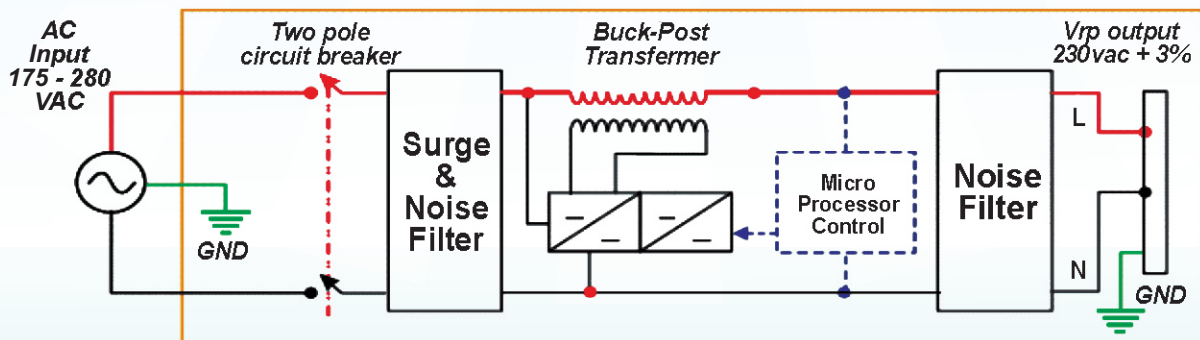 AC
Input
175 - 280
VAC
Two pole
circuit breaker
Buck-Post
Transfermer
Vrp output
230vac + 3%
Surge
&
Noise
Filter
Micro
Processor
Control
Noise
Filter
L
N
GND
GND